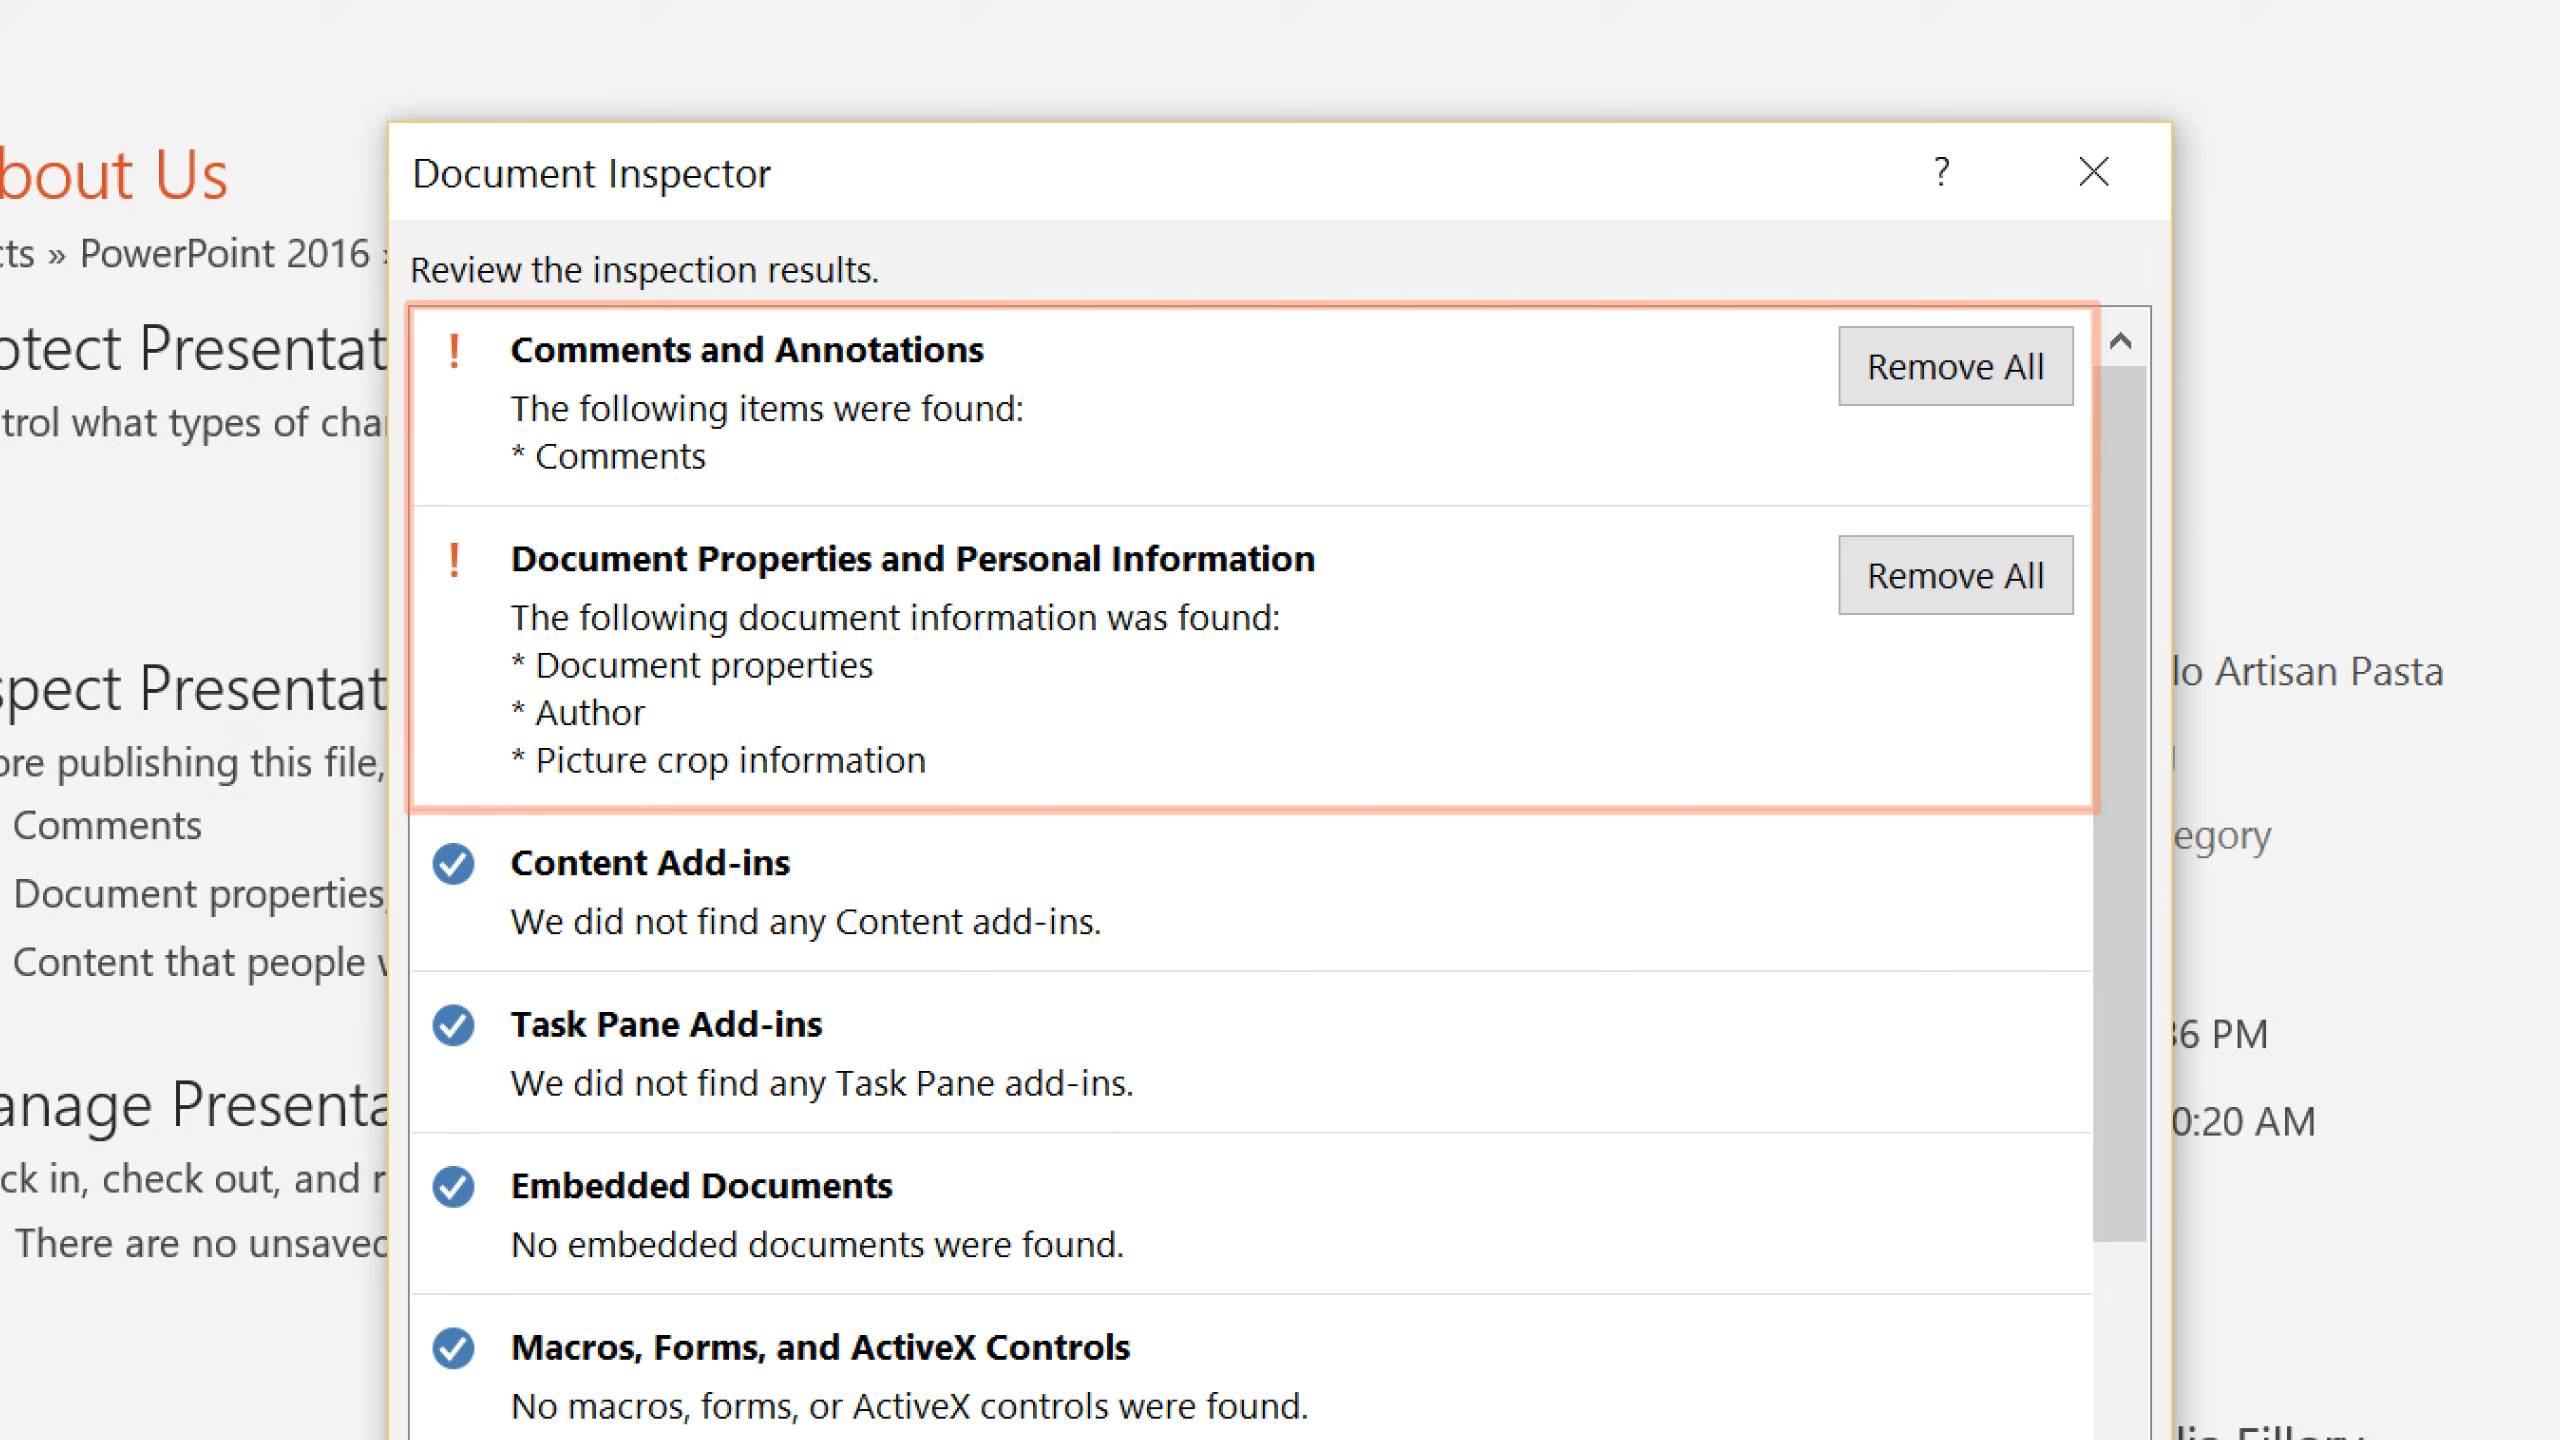 bout Us
cts » PowerPoint 2016
otect Presentat
trol what types of cha
spect Presentat
ore publishing this file,
Comments
Document properties,
Content that people
anage Presenta
ck in, check out, and r
There are no unsaved
Document Inspector
?
Review the inspection results.
! Comments and Annotations
Remove All
The following items were found:
* Comments
! Document Properties and Personal Information
Remove All
The following document information was found:
* Document properties
* Author
* Picture crop information
Content Add-ins
We did not find any Content add-ins.
Task Pane Add-ins
We did not find any Task Pane add-ins.
Embedded Documents
No embedded documents were found.
Macros, Forms, and ActiveX Controls
No macros, forms, or ActiveX controls were found.
lo Artisan Pasta
egory
36 PM
0:20 AM